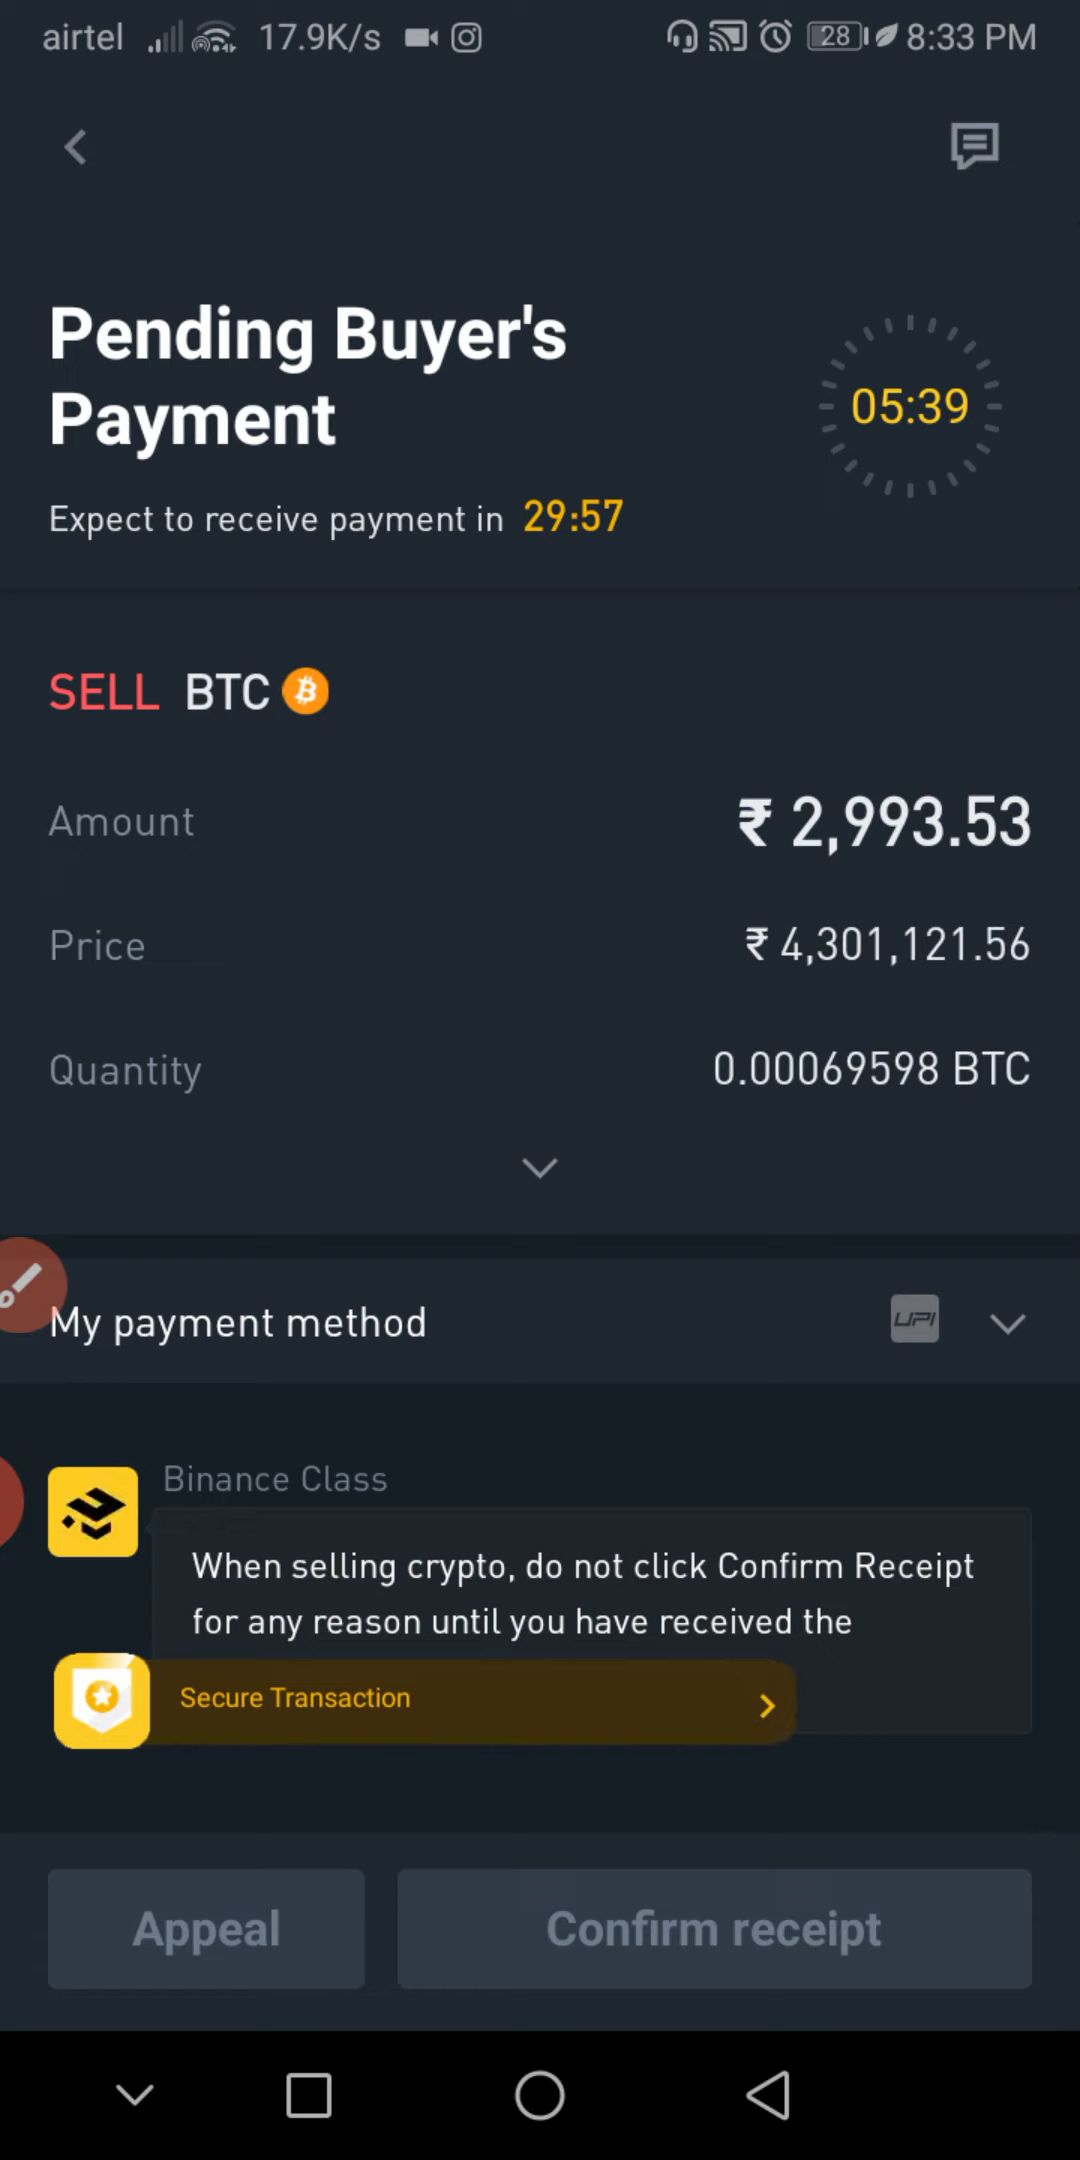 airtel 17.9K/s 28 8:33 PM
Pending Buyer's
Payment
05:39
Expect to receive payment in 29:57
SELL BTC
Amount ₹ 2,993.53
Price ₹ 4,301,121.56
Quantity 0.00069598 BTC
My payment method UPI
Binance Class
When selling crypto, do not click Confirm Receipt
for any reason until you have received the
Secure Transaction
Appeal Confirm receipt